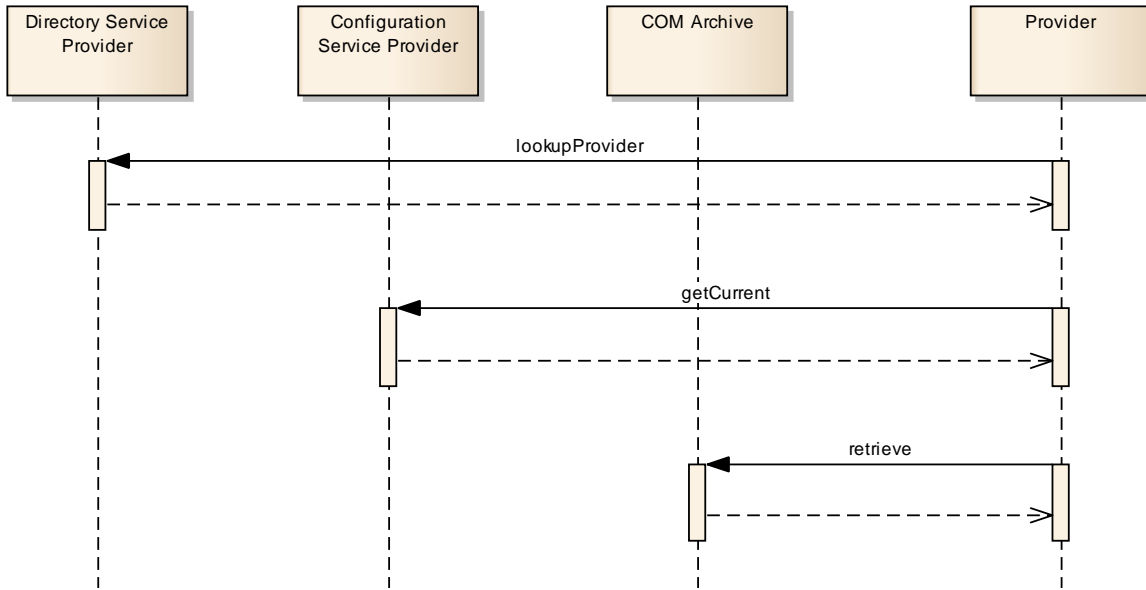 Directory Service
Provider
Configuration
Service Provider
COM Archive
Provider
lookupProvider
getCurrent
retrieve